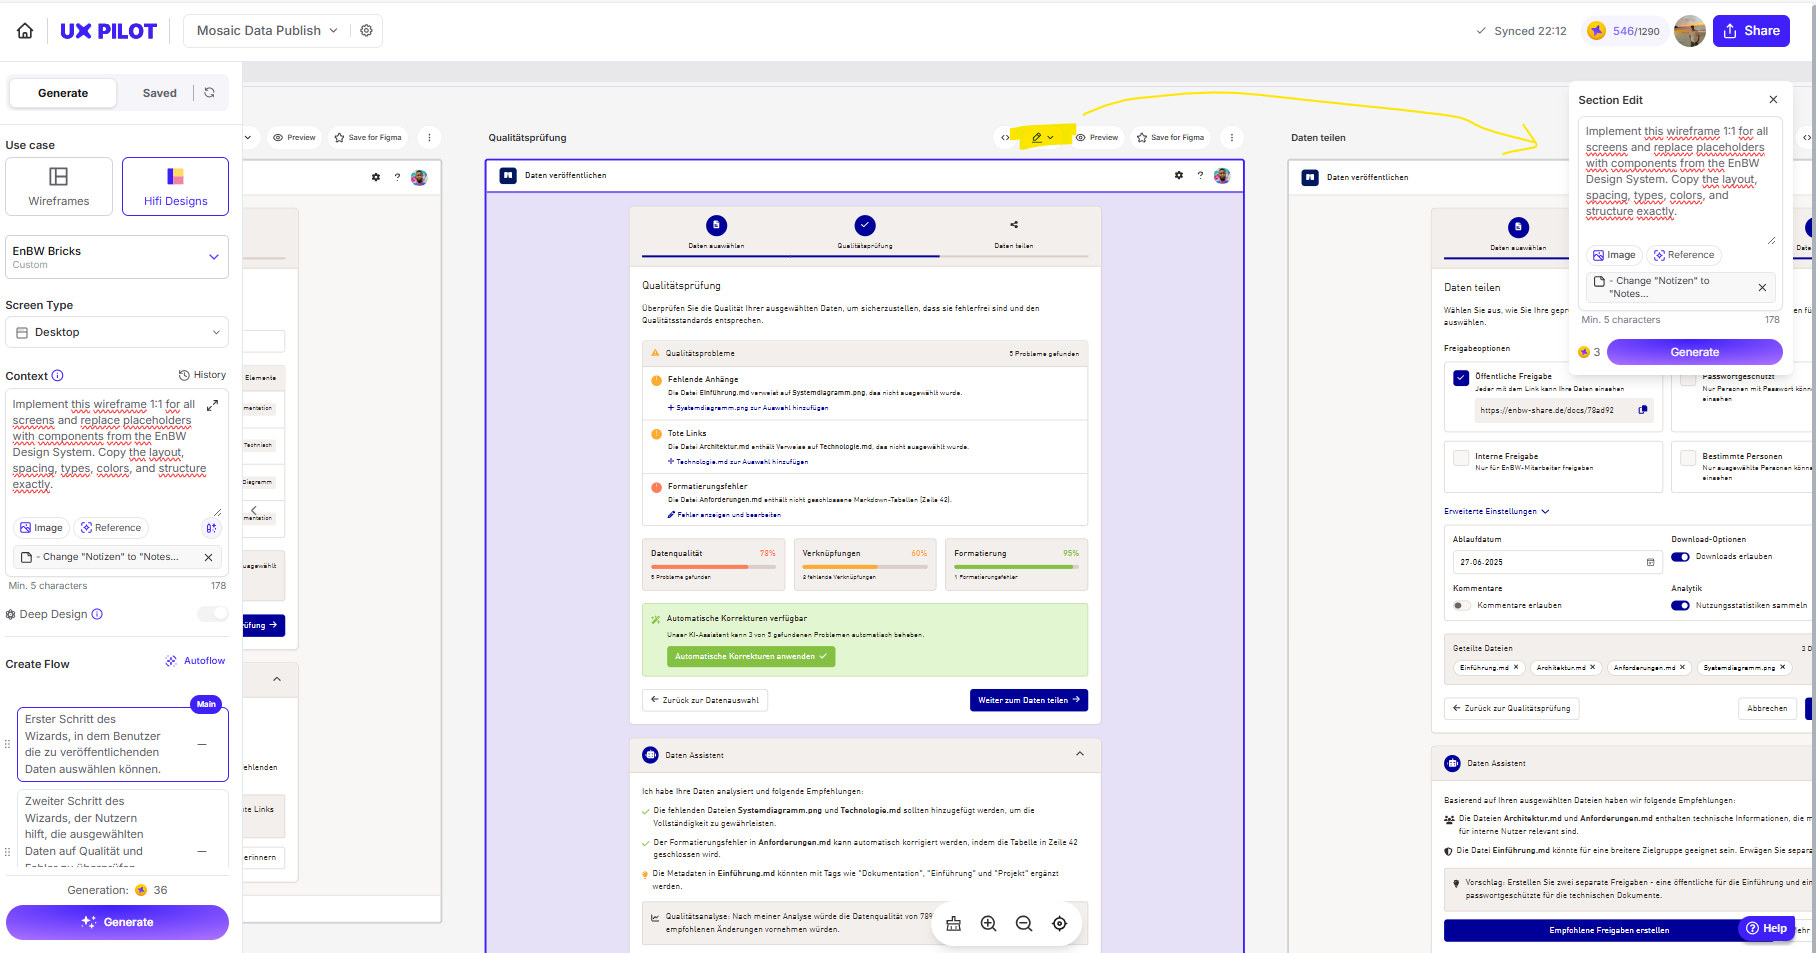 UX PILOT
Mosaic Data Publish
Synced 22:12
546/1290
Share
Generate
Saved
Use case
Wireframes
Hifi Designs
EnBW Bricks
Custom
Screen Type
Desktop
Context
History
Implement this wireframe 1:1 for all
screens and replace placeholders
with components from the EnBW
Design System. Copy the layout,
spacing, types, colors, and structure
exactly.
Image
Reference
- Change "Notizen" to "Notes...
Min. 5 characters
178
Deep Design
Create Flow
Autoflow
Main
Erster Schritt des
Wizards, in dem Benutzer
die zu veröffentlichenden
Daten auswählen können.
Zweiter Schritt des
Wizards, der Nutzern
hilft, die ausgewählten
Daten auf Qualität und
Fehler zu überprüfen
Generation: 36
Generate
Preview
Save for Figma
Elemente
mentation
Technisch
Diagramm
mentation
usgewählt
üfung
ehlenden
te Links
erinnern
Qualitätsprüfung
Preview
Save for Figma
Daten veröffentlichen
Daten auswählen
Qualitätsprüfung
Daten teilen
Qualitätsprüfung
Überprüfen Sie die Qualität Ihrer ausgewählten Daten, um sicherzustellen, dass sie fehlerfrei sind und den
Qualitätsstandards entsprechen.
Qualitätsprobleme
5 Probleme gefunden
Fehlende Anhänge
Die Datei Einführung.md verweist auf Systemdiagramm.png, das nicht ausgewählt wurde.
+ Systemdiagramm.png zur Auswahl hinzufügen
Tote Links
Die Datei Architektur.md enthält Verweise auf Technologie.md, das nicht ausgewählt wurde.
+ Technologie.md zur Auswahl hinzufügen
Formatierungsfehler
Die Datei Anforderungen.md enthält nicht geschlossene Markdown-Tabellen (Zeile 42).
Fehler anzeigen und bearbeiten
Datenqualität
78%
5 Probleme gefunden
Verknüpfungen
60%
2 fehlende Verknüpfungen
Formatierung
95%
1 Formatierungsfehler
Automatische Korrekturen verfügbar
Unser KI-Assistent kann 3 von 5 gefundenen Problemen automatisch beheben.
Automatische Korrekturen anwenden
Zurück zur Datenauswahl
Weiter zum Daten teilen
Daten Assistent
Ich habe Ihre Daten analysiert und folgende Empfehlungen:
Die fehlenden Dateien Systemdiagramm.png und Technologie.md sollten hinzugefügt werden, um die
Vollständigkeit zu gewährleisten.
Der Formatierungsfehler in Anforderungen.md kann automatisch korrigiert werden, indem die Tabelle in Zeile 42
geschlossen wird.
Die Metadaten in Einführung.md könnten mit Tags wie "Dokumentation", "Einführung" und "Projekt" ergänzt
werden.
Qualitätsanalyse: Nach meiner Analyse würde die Datenqualität von 78%
empfohlenen Änderungen vornehmen würden.
Daten teilen
Daten veröffentlichen
Daten auswählen
Date
Daten teilen
Wählen Sie aus, wie Sie Ihre gepr
auswählen.
Freigabeoptionen
Öffentliche Freigabe
Jeder mit dem Link kann Ihre Daten einsehen
https://enbw-share.de/docs/78ad92
Passwortgeschützt
Nur Personen mit Passwort könn
einsehen
Interne Freigabe
Nur für EnBW-Mitarbeiter freigeben
Bestimmte Personen
Nur ausgewählte Personen könne
einsehen
Erweiterte Einstellungen
Ablaufdatum
27-06-2025
Download-Optionen
Downloads erlauben
Kommentare
Kommentare erlauben
Analytik
Nutzungsstatistiken sammeln
Geteilte Dateien
3 D
Einführung.md
Architektur.md
Anforderungen.md
Systemdiagramm.png
Zurück zur Qualitätsprüfung
Abbrechen
Daten Assistent
Basierend auf Ihren ausgewählten Dateien haben wir folgende Empfehlungen:
Die Dateien Architektur.md und Anforderungen.md enthalten technische Informationen, die m
für interne Nutzer relevant sind.
Die Datei Einführung.md könnte für eine breitere Zielgruppe geeignet sein. Erwägen Sie separa
Vorschlag: Erstellen Sie zwei separate Freigaben - eine öffentliche für die Einführung und ein
passwortgeschützte für die technischen Dokumente.
Empfohlene Freigaben erstellen
Help
Section Edit
Implement this wireframe 1:1 for all
screens and replace placeholders
with components from the EnBW
Design System. Copy the layout,
spacing, types, colors, and
structure exactly.
Image
Reference
- Change "Notizen" to
"Notes...
Min. 5 characters
178
3
Generate